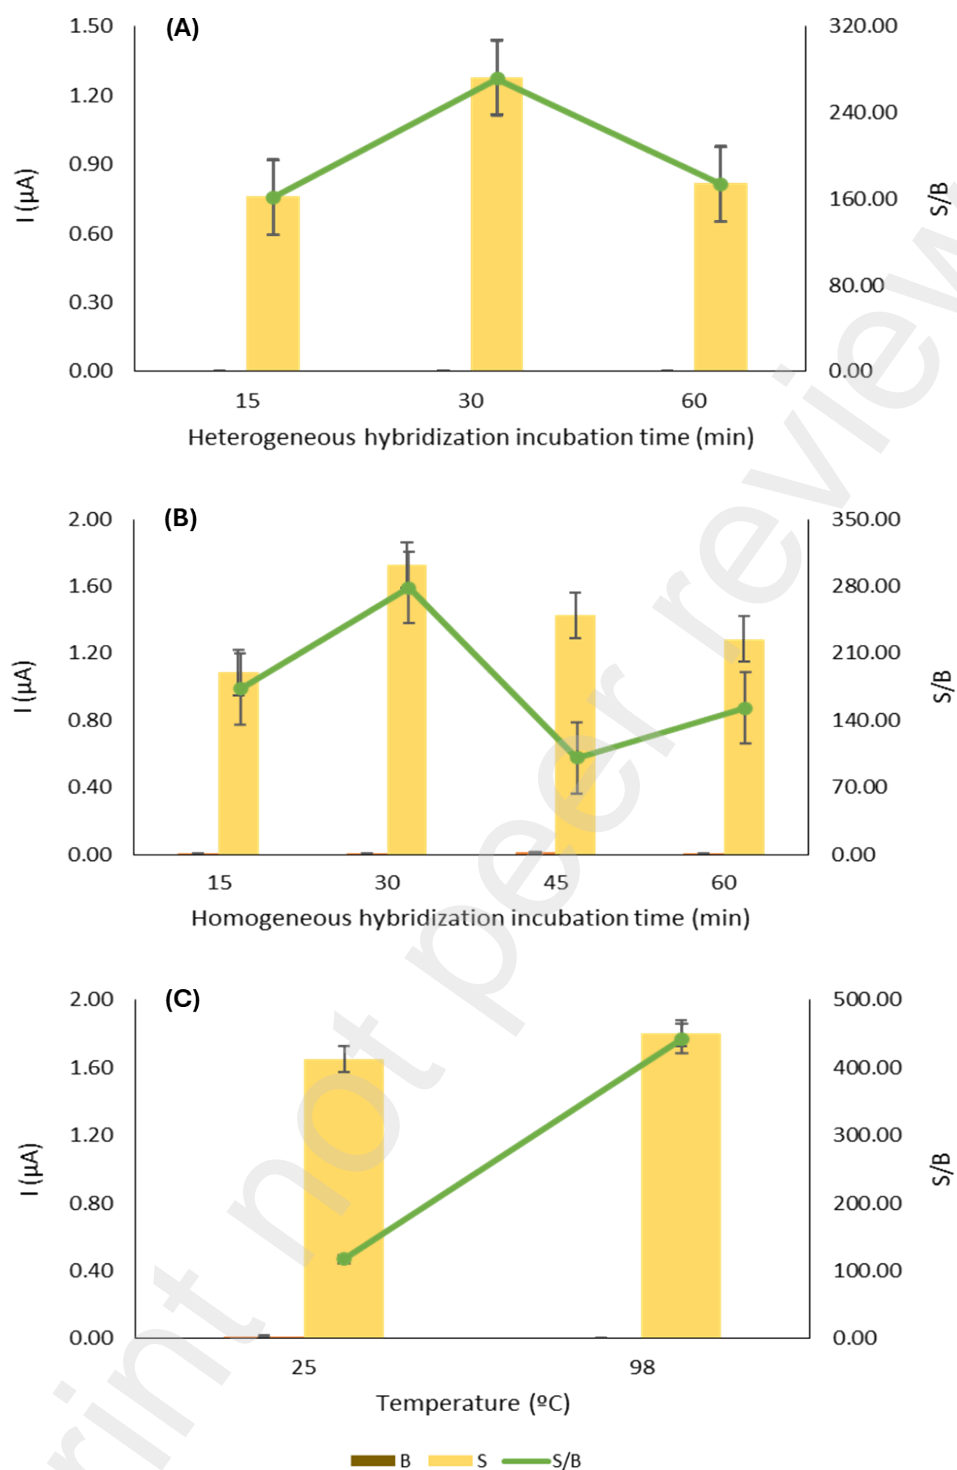 (A)
1.50 320.00
1.20 240.00
0.90 160.00
0.60
0.30 80.00
0.00 0.00
I (µA)
S/B
15 30 60
Heterogeneous hybridization incubation time (min)
(B)
2.00 350.00
1.60 280.00
1.20 210.00
0.80 140.00
0.40 70.00
0.00 0.00
I (µA)
S/B
15 30 45 60
Homogeneous hybridization incubation time (min)
(C)
2.00 500.00
1.60 400.00
1.20 300.00
0.80 200.00
0.40 100.00
0.00 0.00
I (µA)
S/B
25 98
Temperature (ºC)
B S S/B
rint not peer review